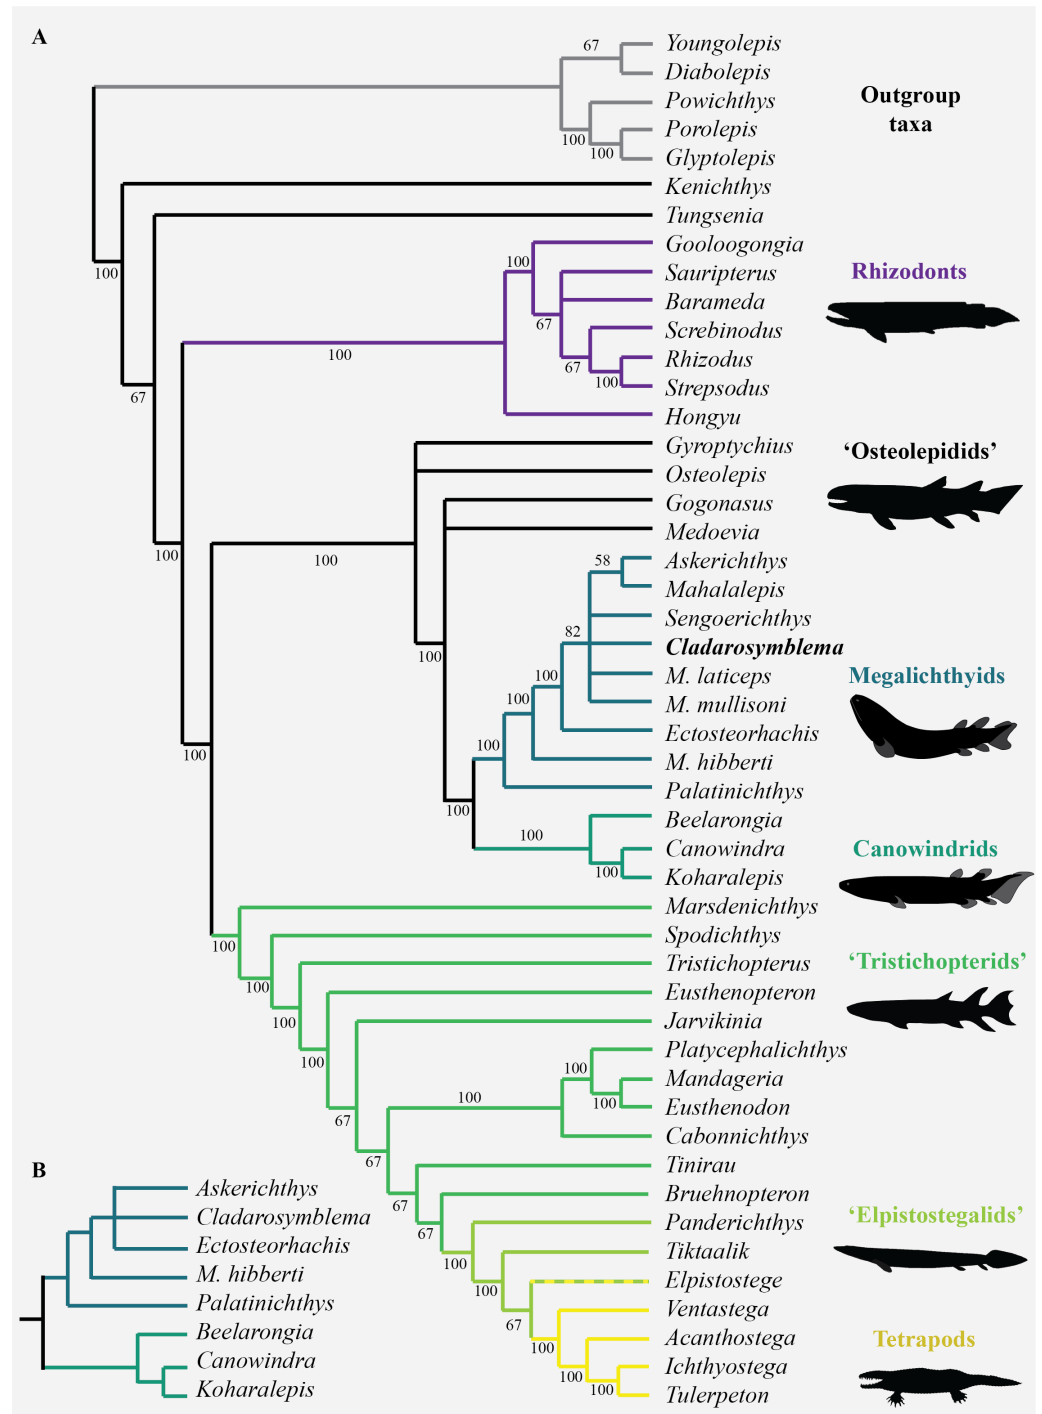 A
67
Youngolepis
Diabolepis
Powichthys
Porolepis
Glyptolepis
100
100
Outgroup
taxa
Kenichthys
100
Tungsenia
67
Gooloogongia
100
Sauripterus
Rhizodonts
Barameda
67
Screbinodus
100
Rhizodus
67
100
Strepsodus
Hongyu
Gyroptychius
'Osteolepidids'
Osteolepis
Gogonasus
Medoevia
100
100
58
Askerichthys
Mahalalepis
Sengoerichthys
82
Cladarosymblema
100
100
M. laticeps
Megalichthyids
100
M. mullisoni
Ectosteorhachis
100
100
M. hibberti
Palatinichthys
100
Beelarongia
100
Canowindra
Canowindrids
100
Koharalepis
Marsdenichthys
100
Spodichthys
Tristichopterus
'Tristichopterids'
100
Eusthenopteron
100
Jarvikinia
100
Platycephalichthys
100
Mandageria
100
100
Eusthenodon
67
Cabonnichthys
67
Tinirau
67
Bruehnopteron
67
Panderichthys
'Elpistostegalids'
100
Tiktaalik
100
Elpistostege
67
Ventastega
100
Acanthostega
Tetrapods
100
Ichthyostega
100
Tulerpeton
B
Askerichthys
Cladarosymblema
Ectosteorhachis
M. hibberti
Palatinichthys
Beelarongia
Canowindra
Koharalepis